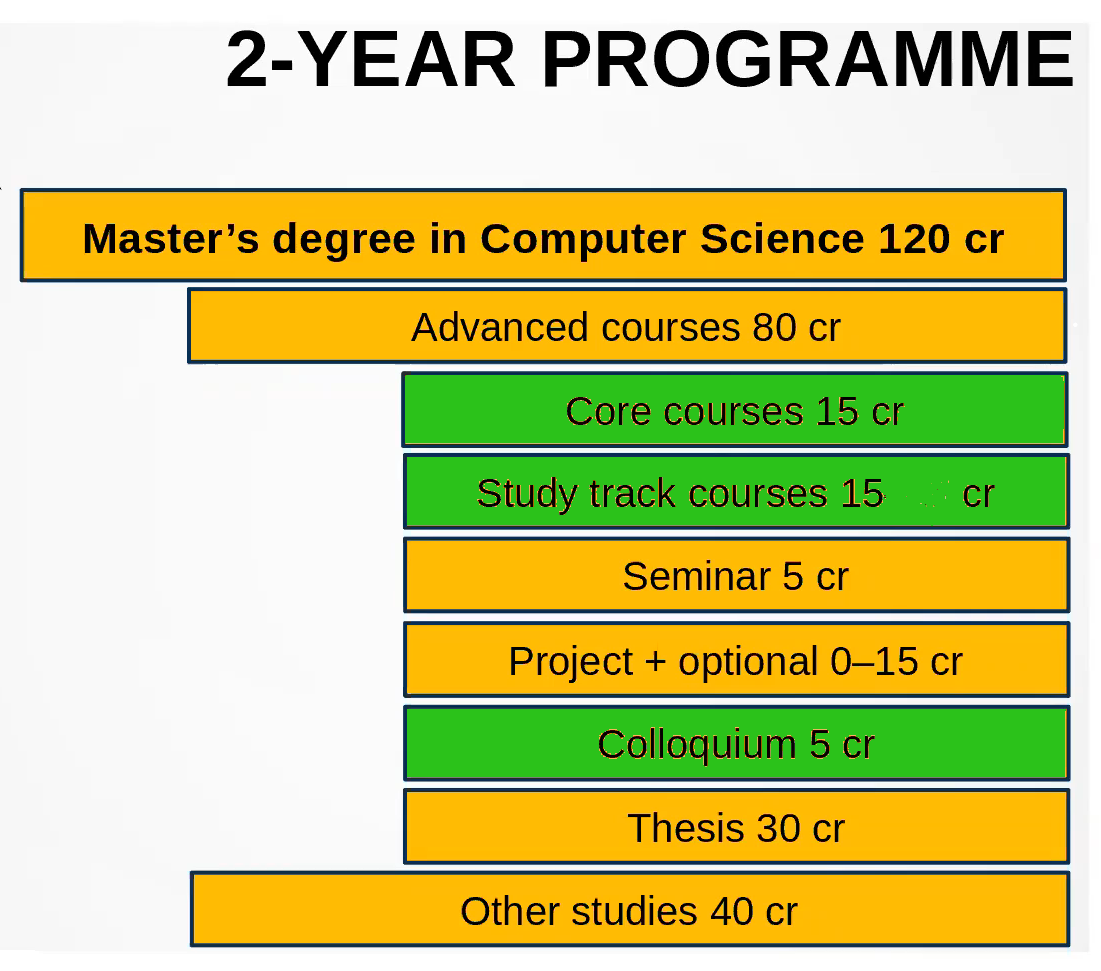 2-YEAR PROGRAMME
Master’s degree in Computer Science 120 cr
Advanced courses 80 cr
Core courses 15 cr
Study track courses 15 cr
Seminar 5 cr
Project + optional 0–15 cr
Colloquium 5 cr
Thesis 30 cr
Other studies 40 cr